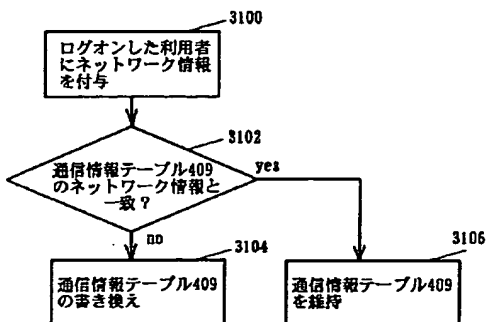 3100
ログオンした利用者
にネットワーク情報
を付与
3102
通信情報テーブル409
のネットワーク情報と
一致？
yes
no
3104
通信情報テーブル409
の書き換え
3106
通信情報テーブル409
を維持